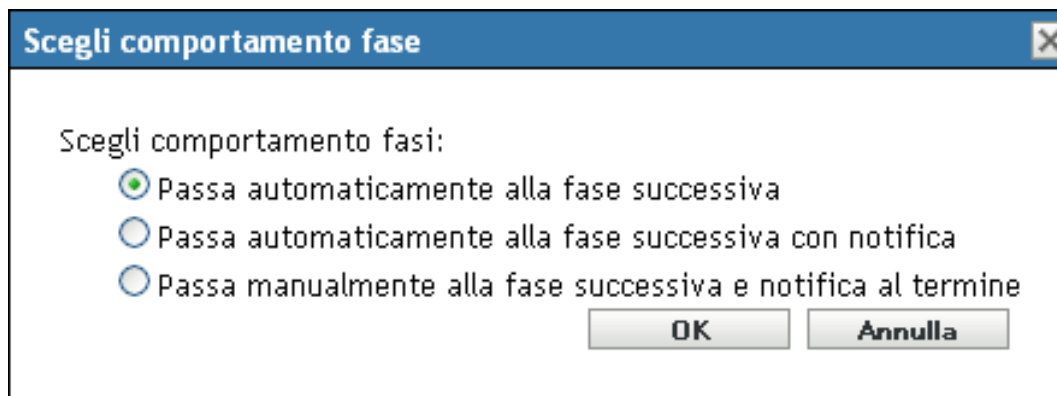 Scegli comportamento fase
Scegli comportamento fasi:
Passa automaticamente alla fase successiva
Passa automaticamente alla fase successiva con notifica
Passa manualmente alla fase successiva e notifica al termine
OK Annulla